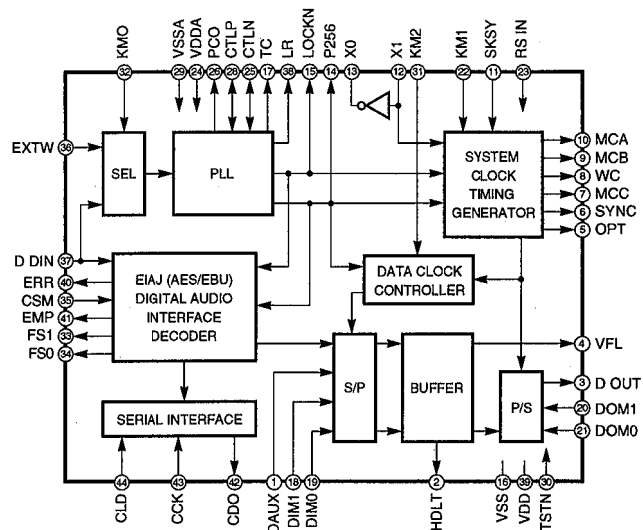 KMO
VSSA
VDDA
PCO
CTLP
CTLN
TC
LR
LOCKN
P256
X0
X1
KM2
KM1
SKSY
RS IN
32
29
24
26
28
25
17
38
15
14
13
12
31
22
11
23
EXTW 36
SEL
PLL
SYSTEM
CLOCK
TIMING
GENERATOR
10 MCA
9 MCB
8 WC
7 MCC
6 SYNC
5 OPT
D DIN 37
ERR 40
CSM 35
EMP 41
FS1 33
FS0 34
EIAJ (AES/EBU)
DIGITAL AUDIO
INTERFACE
DECODER
DATA CLOCK
CONTROLLER
S/P
BUFFER
P/S
4 VFL
3 D OUT
20 DOM1
21 DOM0
SERIAL INTERFACE
44
43
42
1
18
19
2
16
39
30
CLD
CCK
CDO
DAUX
DIM1
DIM0
HDLT
VSS
VDD
TSTN